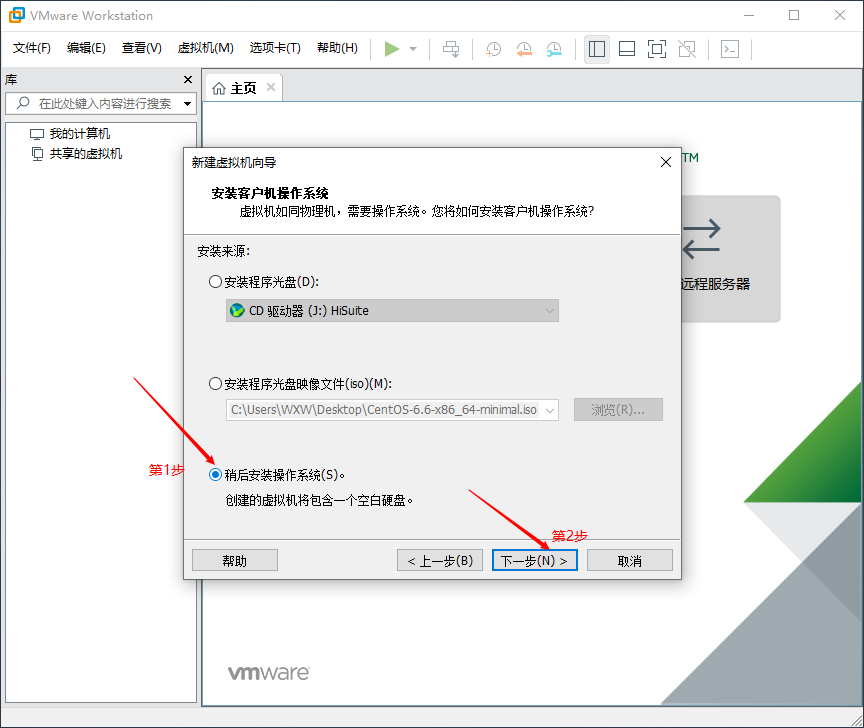 VMware Workstation
文件(F) 编辑(E) 查看(V) 虚拟机(M) 选项卡(T) 帮助(H)
库
主页
在此处键入内容进行搜索
我的计算机
共享的虚拟机
TM
远程服务器
新建虚拟机向导
安装客户机操作系统
虚拟机如同物理机，需要操作系统。您将如何安装客户机操作系统?
安装来源:
安装程序光盘(D):
CD 驱动器 (J:) HiSuite
安装程序光盘映像文件(iso)(M):
C:\Users\WXW\Desktop\CentOS-6.6-x86_64-minimal.iso
浏览(R)...
第1步
稍后安装操作系统(S)。
创建的虚拟机将包含一个空白硬盘。
第2步
帮助
< 上一步(B)
下一步(N) >
取消
vmware